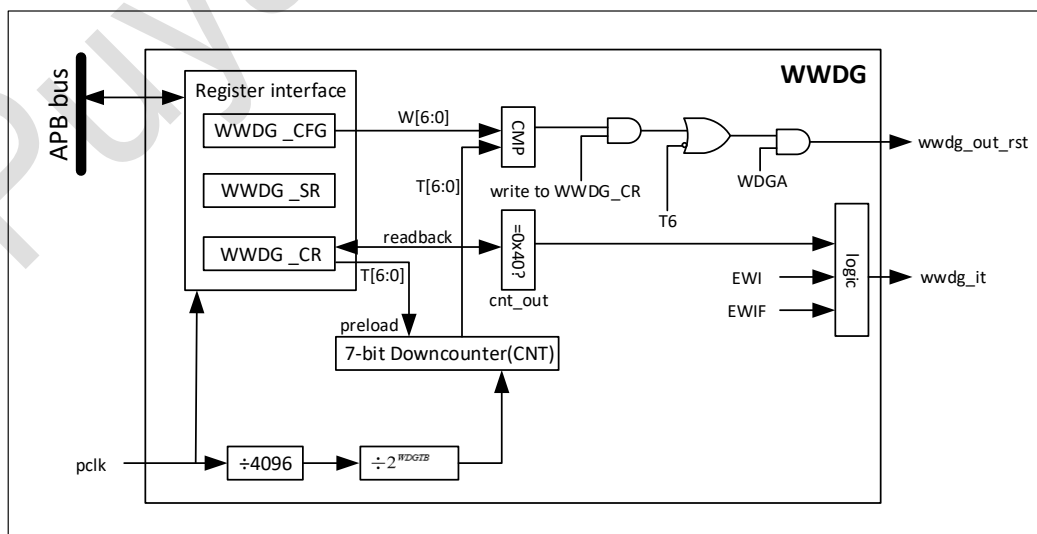 Puy
WWDG
APB bus
Register interface
WWDG _CFG
W[6:0]
CMP
wwdg_out_rst
WWDG _SR
T[6:0]
write to WWDG_CR
WDGA
T6
WWDG _CR
readback
=0x40?
T[6:0]
cnt_out
logic
EWI
wwdg_it
EWIF
preload
7-bit Downcounter(CNT)
pclk
÷4096
÷2^WDGTB